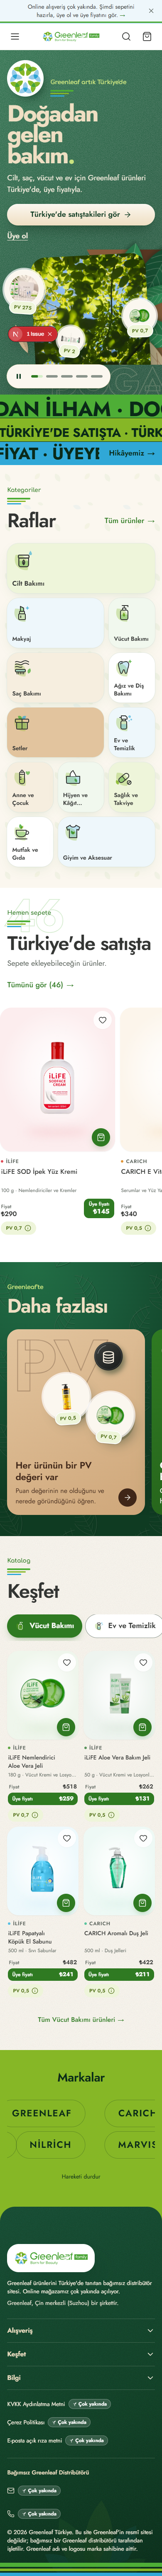 Online alışveriş çok yakında. Şimdi sepetini
hazırla, üye ol ve üye fiyatını gör. →
Greenleaf türk
Greenleaf ortak Türkiye'de
Doğadan
gelen
bakım.
Cilt, saç, vücut ve ev için Greenleaf ürünleri
Türkiye'de, üye fiyatıyla.
Türkiye'de satıştakileri gör →
Üye ol
PV 275
PV 0,7
N 1 Issue ×
PV 2
DAN İLHAM · DO
TÜRKİYE'DE SATIŞTA · TÜRK
FİYAT · ÜYEYE
Hikâyemiz →
Kategoriler
Raflar
Tüm ürünler →
Cilt Bakımı
Makyaj
Vücut Bakımı
Saç Bakımı
Ağız ve Diş
Bakımı
Setler
Ev ve
Temizlik
Anne ve
Çocuk
Hijyen ve
Kâğıt...
Sağlık ve
Takviye
Mutfak ve
Gıda
Giyim ve Aksesuar
46
Hemen sepete
Türkiye'de satışta
Sepete ekleyebileceğin ürünler.
Tümünü gör (46) →
İLİFE
CARICH
iLiFE SOD İpek Yüz Kremi
CARICH E Vit
100 g · Nemlendiriciler ve Kremler
Serumlar ve Yüz Ya
Fiyat
₺290
Üye fiyatı
₺145
Fiyat
₺340
PV 0,7
PV 0,5
Greenleaf'te
Daha fazlası
PV
PV 0,5
PV 0,7
Her ürünün bir PV
değeri var
Puan değerinin ne olduğunu ve
nerede göründüğünü öğren.
Katalog
Keşfet
Vücut Bakımı
Ev ve Temizlik
İLİFE
İLİFE
iLiFE Nemlendirici
Aloe Vera Jeli
iLiFE Aloe Vera Bakım Jeli
180 g · Vücut Kremi ve Losyo...
50 g · Vücut Kremi ve Losyonl...
Fiyat ₺518
Fiyat ₺262
Üye fiyatı ₺259
Üye fiyatı ₺131
PV 0,7
PV 0,5
İLİFE
CARICH
iLiFE Papatyalı
Köpük El Sabunu
CARICH Aromalı Duş Jeli
500 ml · Sıvı Sabunlar
500 ml · Duş Jelleri
Fiyat ₺482
Fiyat ₺422
Üye fiyatı ₺241
Üye fiyatı ₺211
PV 0,5
PV 0,5
Tüm Vücut Bakımı ürünleri →
Markalar
GREENLEAF
CARICH
NİLRİCH
MARVIS
Hareketi durdur
Greenleaf türk
Greenleaf ürünlerini Türkiye'de tanıtan bağımsız distribütör
sitesi. Online mağazamız çok yakında açılıyor.
Greenleaf, Çin merkezli (Suzhou) bir şirkettir.
Alışveriş
Keşfet
Bilgi
KVKK Aydınlatma Metni Çok yakında
Çerez Politikası Çok yakında
E-posta açık rıza metni Çok yakında
Bağımsız Greenleaf Distribütörü
Çok yakında
Çok yakında
© 2026 Greenleaf Türkiye. Bu site Greenleaf'in resmî sitesi
değildir; bağımsız bir Greenleaf distribütörü tarafından
işletilir. Greenleaf adı ve logosu marka sahibine aittir.